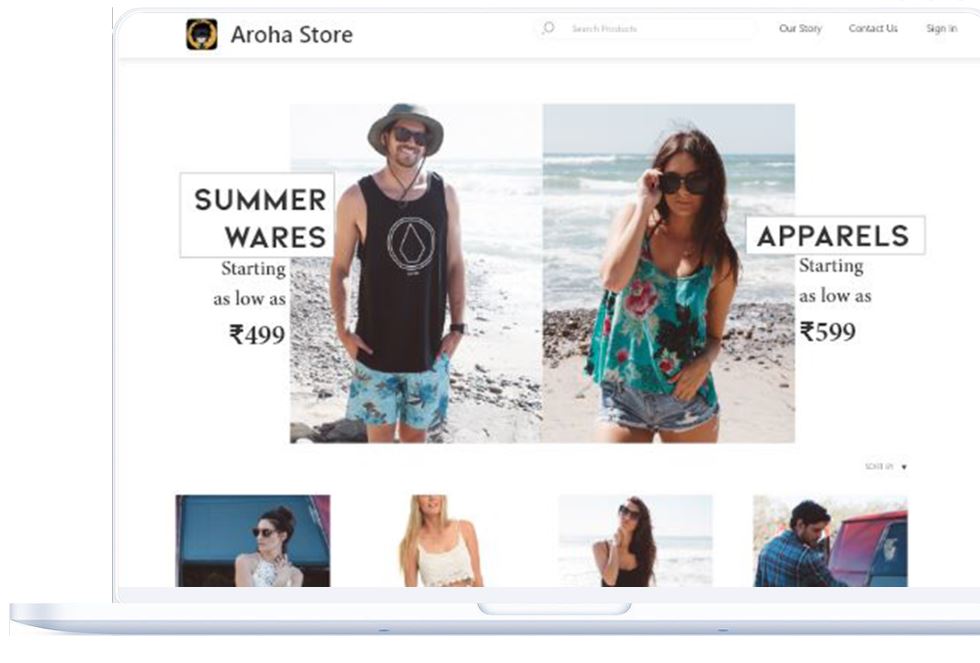 Aroha Store
Search Products
Our Story
Contact Us
Sign In
SUMMER
WARES
Starting
as low as
₹499
APPARELS
Starting
as low as
₹599
SORT BY